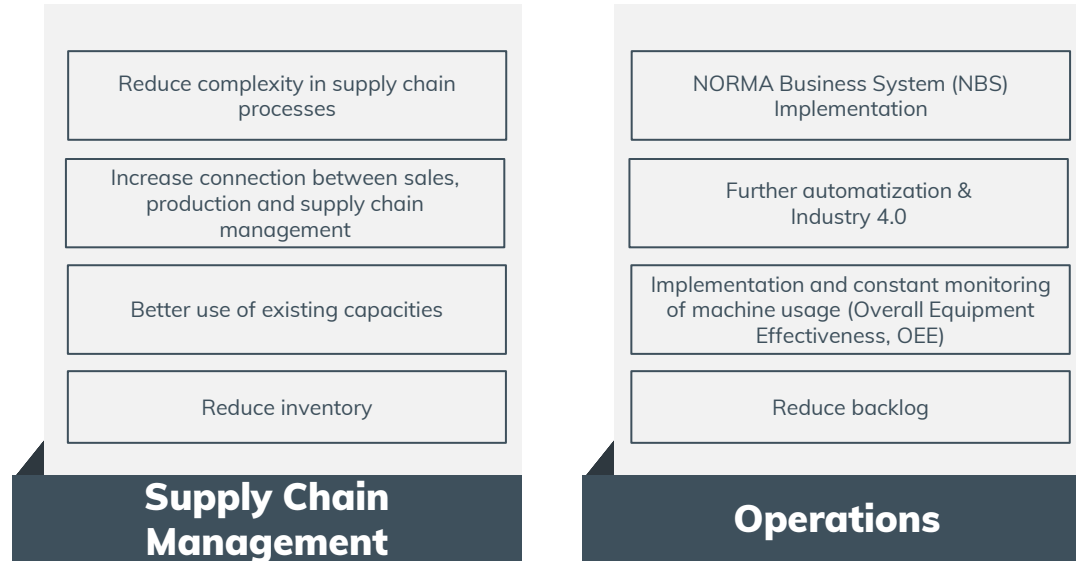 Reduce complexity in supply chain
processes
Increase connection between sales,
production and supply chain
management
Better use of existing capacities
Reduce inventory
Supply Chain
Management
NORMA Business System (NBS)
Implementation
Further automatization &
Industry 4.0
Implementation and constant monitoring
of machine usage (Overall Equipment
Effectiveness, OEE)
Reduce backlog
Operations